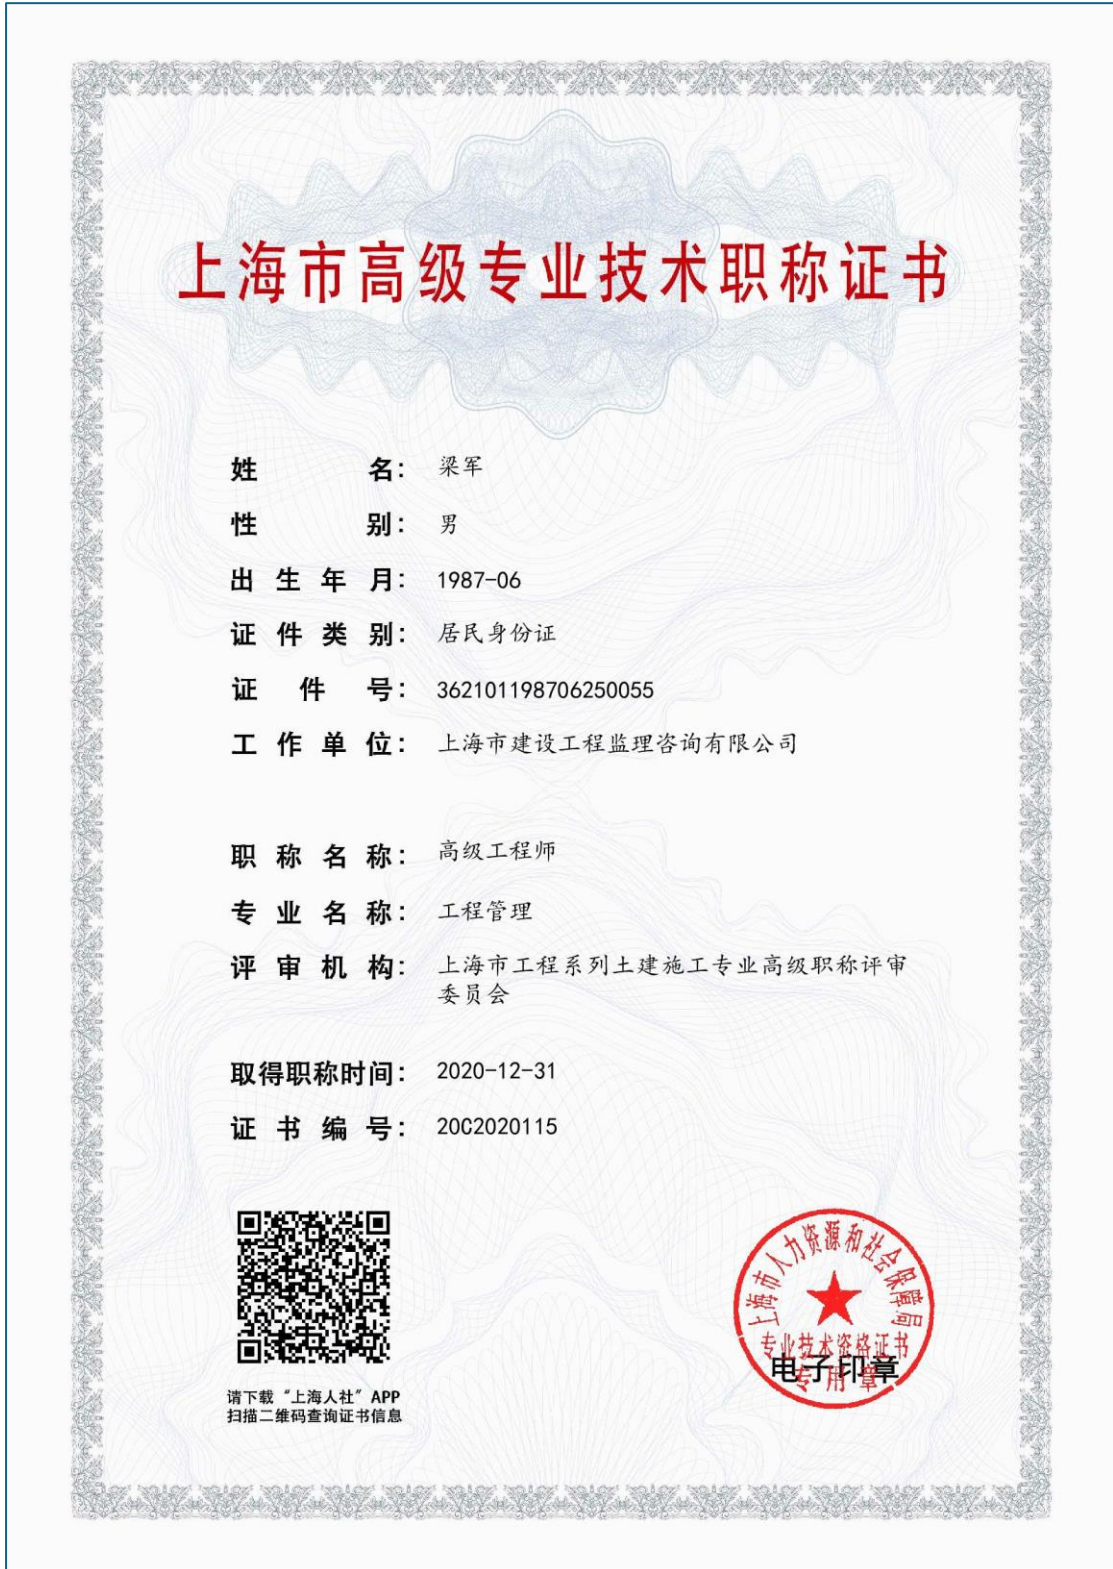 上海市高级专业技术职称证书
姓名：梁军
性别：男
出生年月：1987-06
证件类别：居民身份证
证件号：362101198706250055
工作单位：上海市建设工程监理咨询有限公司
职称名称：高级工程师
专业名称：工程管理
评审机构：上海市工程系列土建施工专业高级职称评审
委员会
取得职称时间：2020-12-31
证书编号：20C2020115
请下载“上海人社”APP
扫描二维码查询证书信息
上海市人力资源和社会保障局
专业技术资格证书
电子印章
专用章